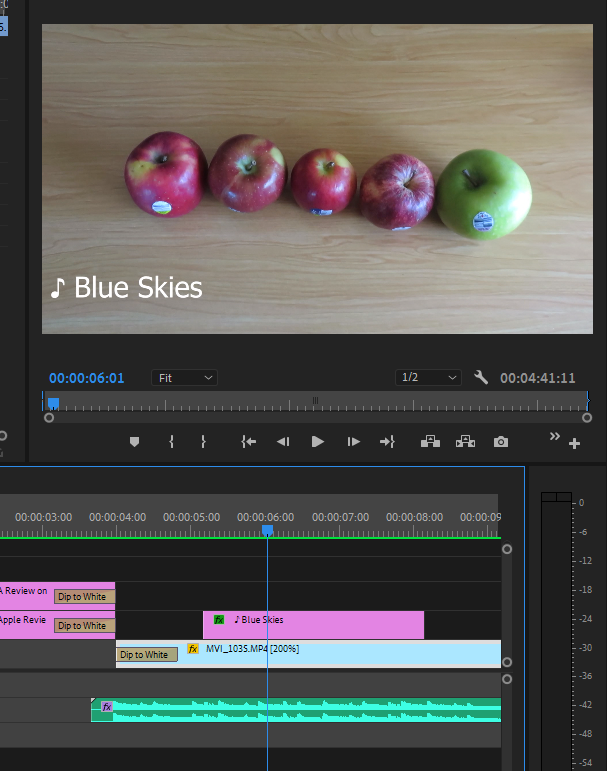 ♪ Blue Skies
00:00:06:01
Fit
1/2
00:04:41:11
00:00:03:00 00:00:04:00 00:00:05:00 00:00:06:00 00:00:07:00 00:00:08:00 00:00:09
A Review on
Dip to White
Apple Revie
Dip to White
fx ♪ Blue Skies
Dip to White
fx MVI_1035.MP4 [200%]
fx
0
-6
-12
-18
-24
-30
-36
-42
-48
-54